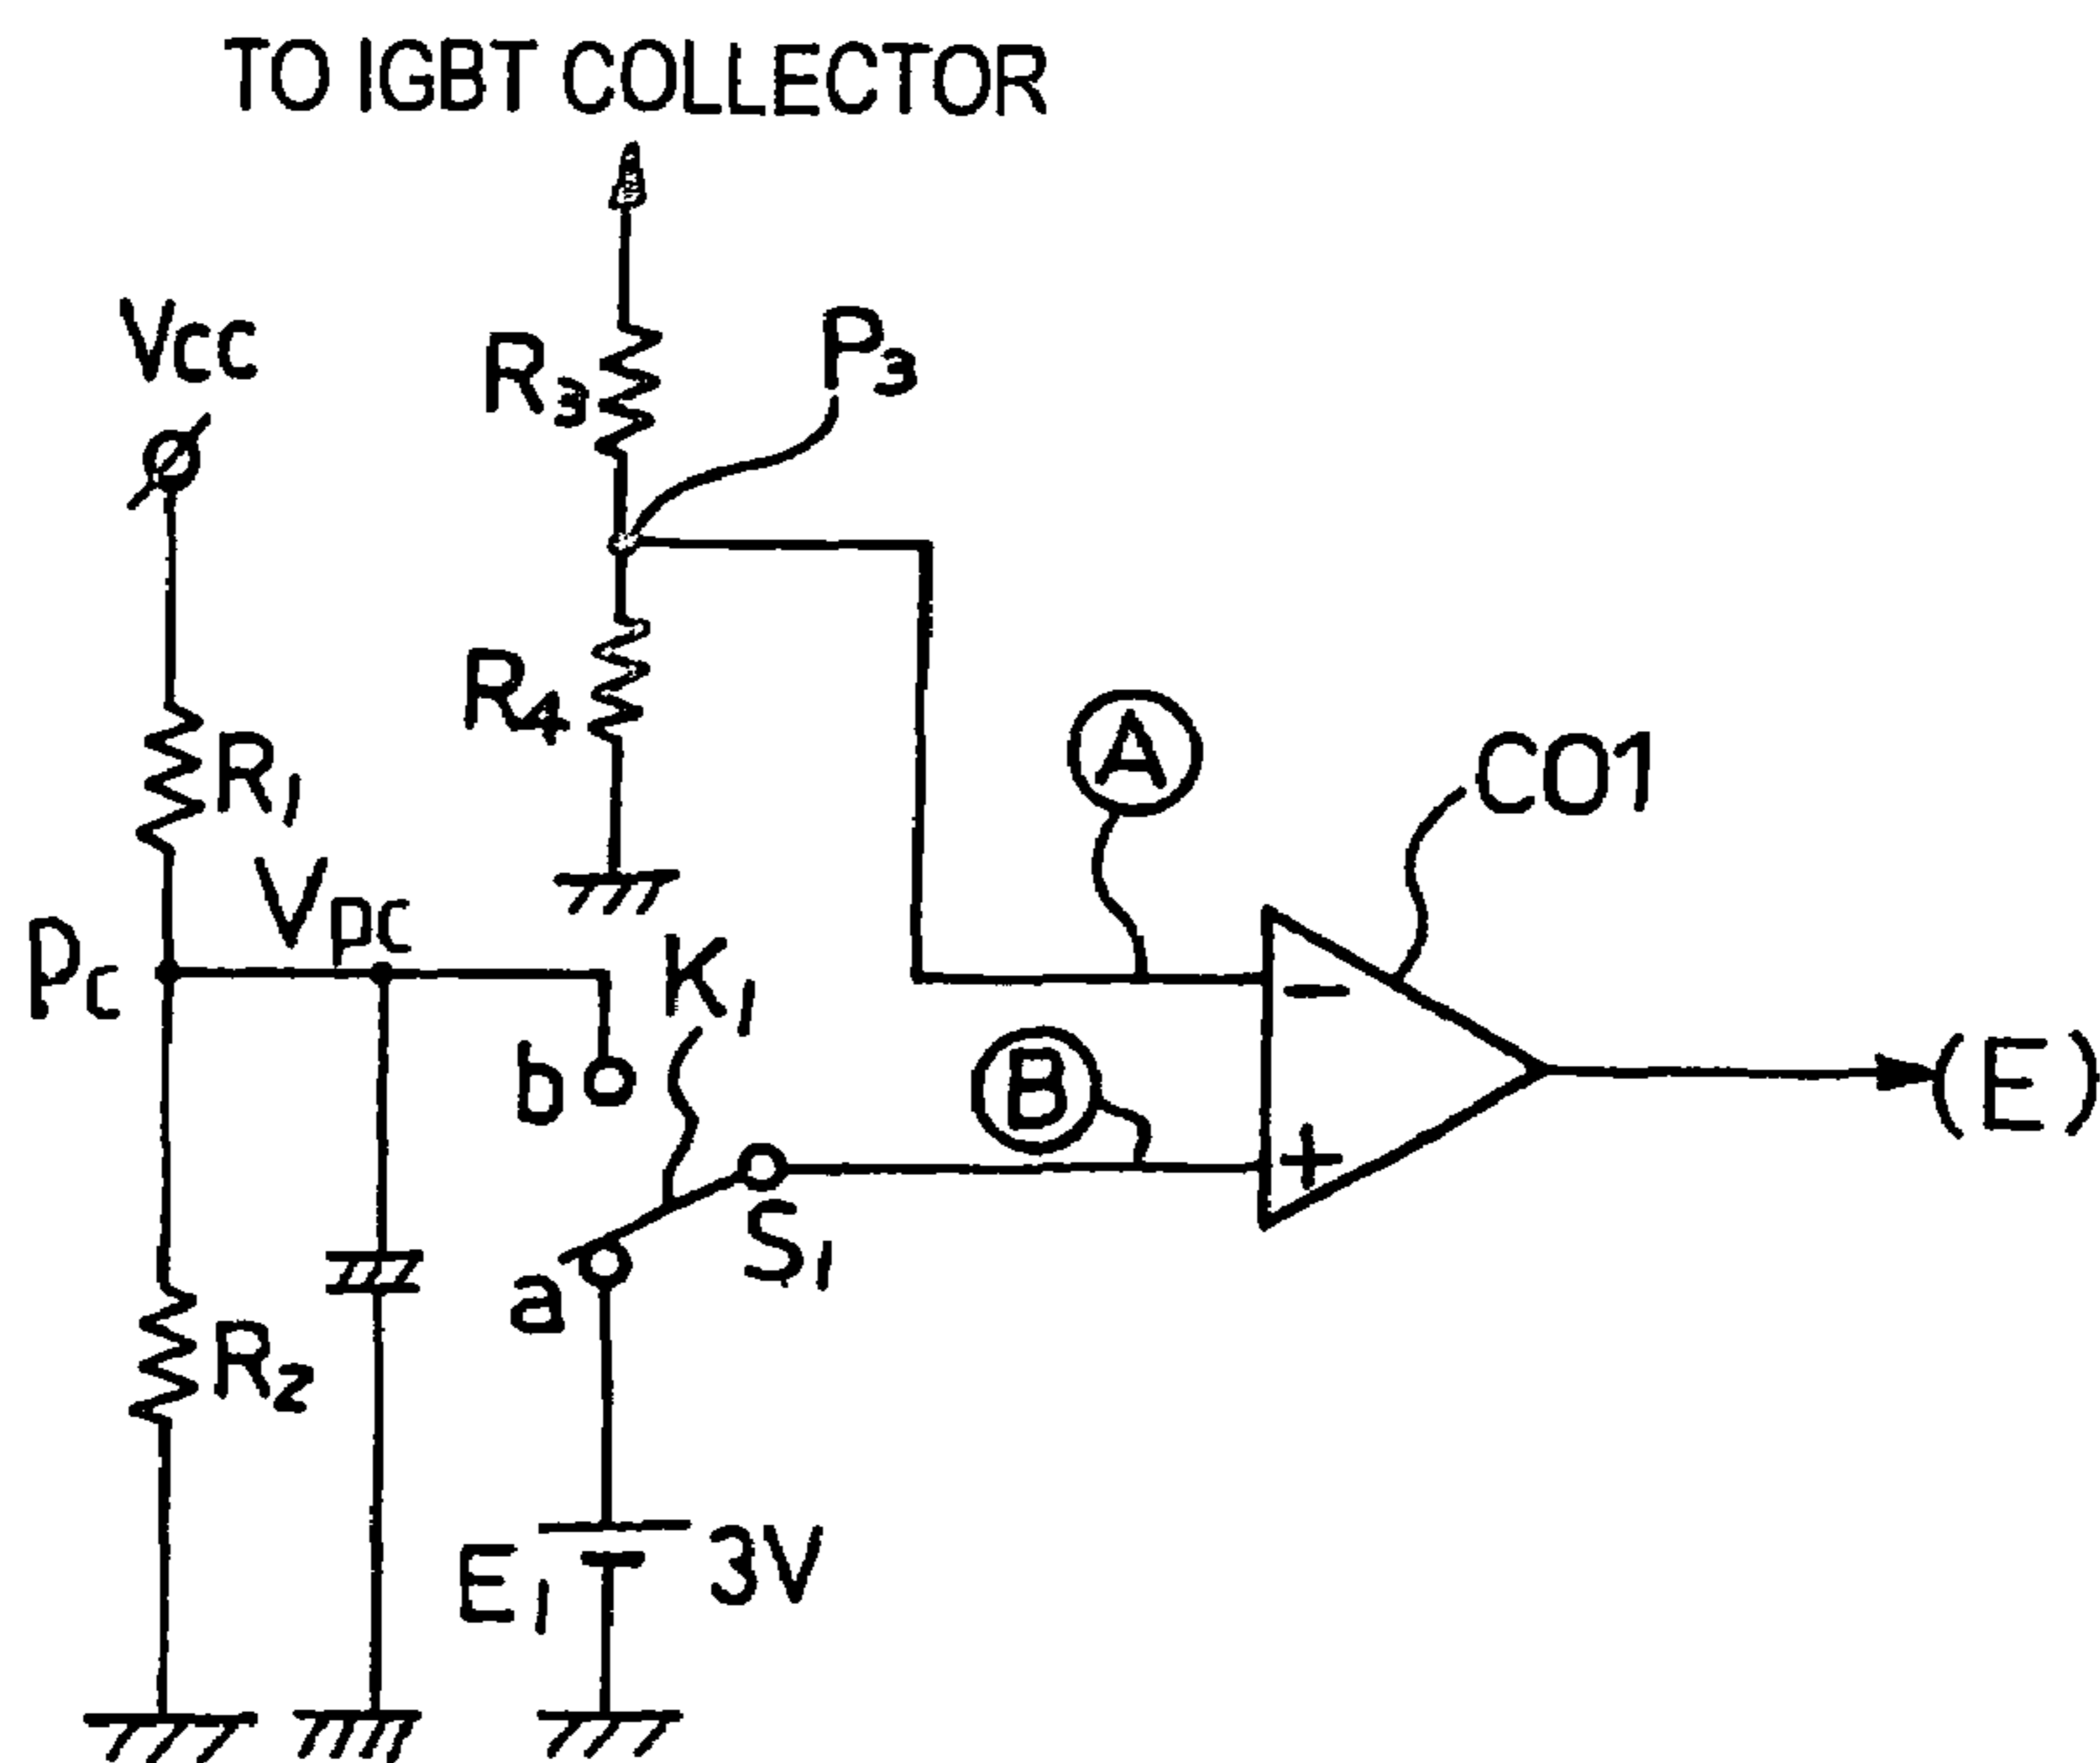 TO IGBT COLLECTOR
Vcc
R3
P3
R4
A
CO1
R1
Vpc
Pc
K1
b
B
-
(E)
+
S1
a
R2
E1
3V